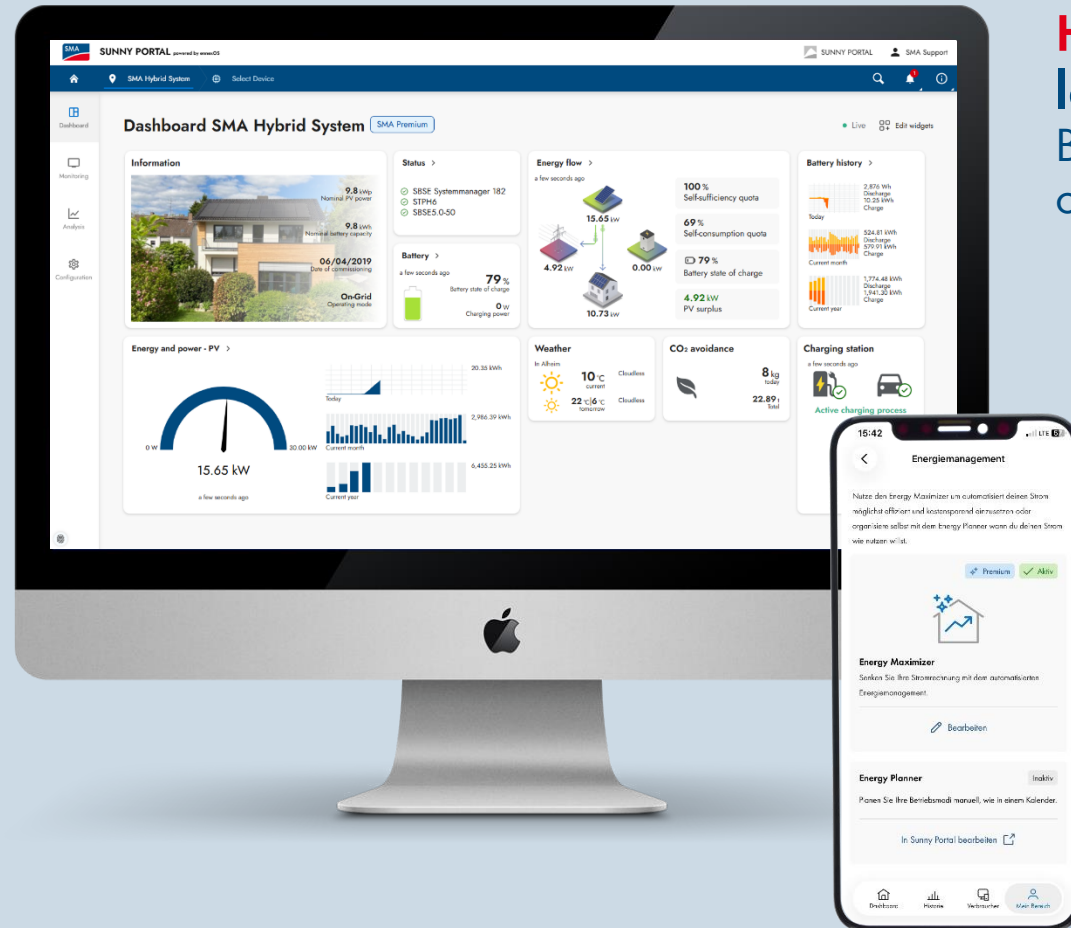 SMA
SUNNY PORTAL powered by ennexOS
SUNNY PORTAL
SMA Support
SMA Hybrid System
Select Device
1
Dashboard
Monitoring
Analysis
Configuration
Dashboard SMA Hybrid System
SMA Premium
Live
Edit widgets
Information
9.8 kWp
Nominal PV power
9.8 kWh
Nominal battery capacity
06/04/2019
Date of commissioning
On-Grid
Operating mode
Status >
SBSE Systemmanager 182
STPH6
SBSE5.0-50
Battery >
a few seconds ago
79 %
Battery state of charge
0 W
Charging power
Energy flow >
a few seconds ago
15.65 kW
4.92 kW
0.00 kW
10.73 kW
100 %
Self-sufficiency quota
69 %
Self-consumption quota
79 %
Battery state of charge
4.92 kW
PV surplus
Battery history >
2,876 Wh
Discharge
10.25 kWh
Charge
Today
524.81 kWh
Discharge
579.91 kWh
Charge
Current month
1,774.48 kWh
Discharge
1,941.30 kWh
Charge
Current year
Energy and power - PV >
0 W
30.00 kW
15.65 kW
a few seconds ago
20.35 kWh
Today
2,986.39 kWh
Current month
6,455.25 kWh
Current year
Weather
In Alheim
10 °C
current
Cloudless
22 °C|6 °C
tomorrow
Cloudless
CO₂ avoidance
8 kg
today
22.89 t
Total
Charging station
a few seconds ago
Active charging process
15:42
LTE
Energiemanagement
Nutze den Energy Maximizer um automatisiert deinen Strom
möglichst effizient und kostensparend einzusetzen oder
organisiere selbst mit dem Energy Planner wann du deinen Strom
wie nutzen willst.
Premium
Aktiv
Energy Maximizer
Senken Sie Ihre Stromrechnung mit dem automatisierten
Energiemanagement.
Bearbeiten
Energy Planner
Inaktiv
Planen Sie Ihre Betriebsmodi manuell, wie in einem Kalender.
In Sunny Portal bearbeiten
Dashboard
Historie
Verbraucher
Mein Bereich